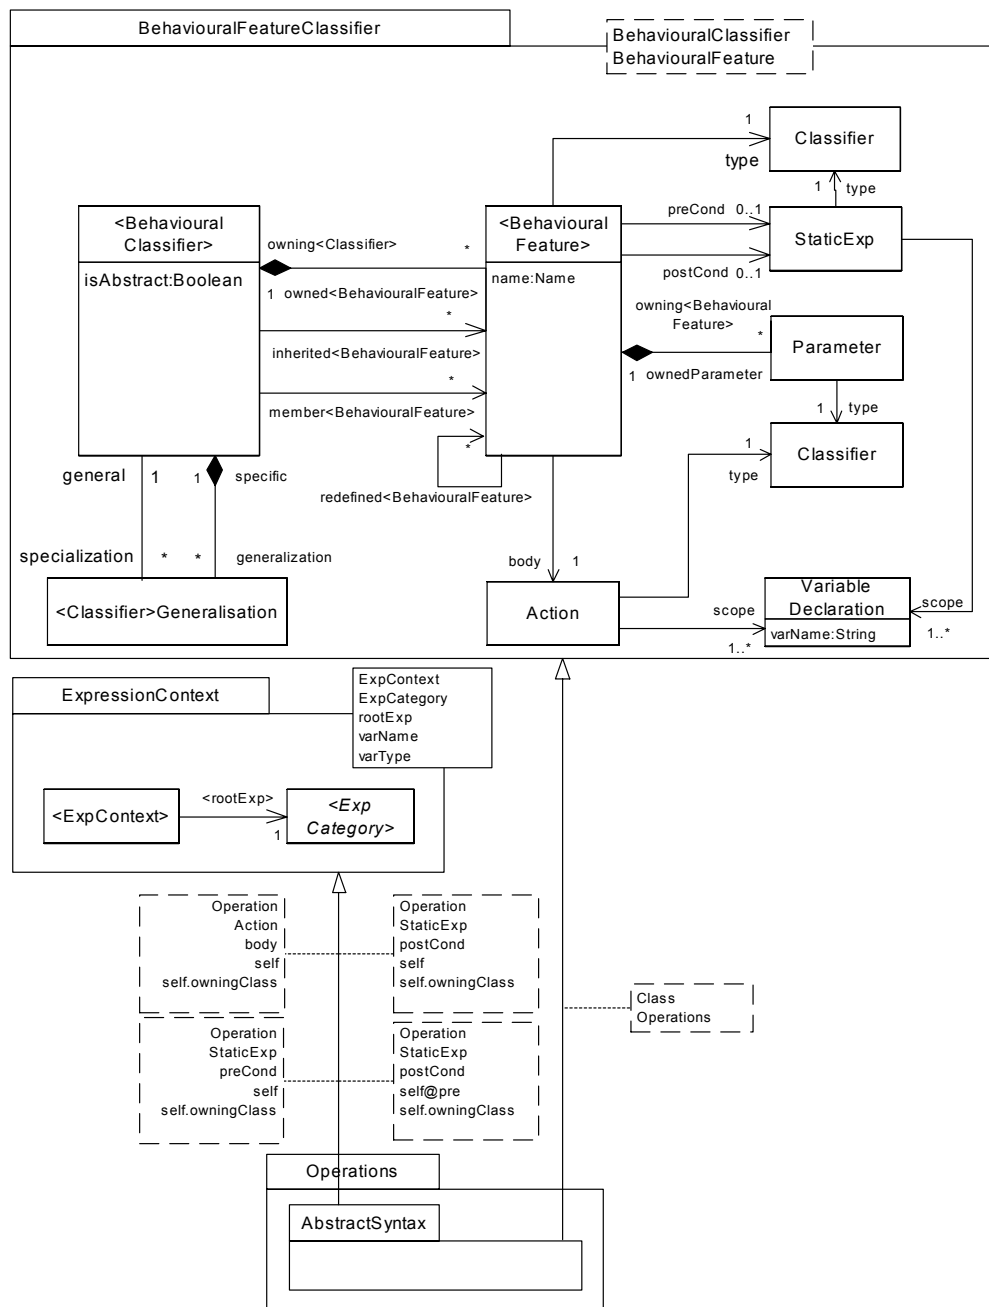 BehaviouralFeatureClassifier
BehaviouralClassifier
BehaviouralFeature
1
Classifier
type
1 type
<Behavioural
Classifier>
isAbstract:Boolean
owning<Classifier>
*
1 owned<BehaviouralFeature>
*
inherited<BehaviouralFeature>
*
member<BehaviouralFeature>
<Behavioural
Feature>
name:Name
preCond 0..1
postCond 0..1
StaticExp
owning<Behavioural
Feature>
*
1 ownedParameter
Parameter
1 type
*
redefined<BehaviouralFeature>
1
type
Classifier
general 1
1 specific
specialization *
* generalization
<Classifier>Generalisation
body 1
Action
scope
1..*
Variable
Declaration
varName:String
scope
1..*
ExpressionContext
ExpContext
ExpCategory
rootExp
varName
varType
<ExpContext>
<rootExp>
1
<Exp
Category>
Operation
Action
body
self
self.owningClass
Operation
StaticExp
postCond
self
self.owningClass
Class
Operations
Operation
StaticExp
preCond
self
self.owningClass
Operation
StaticExp
postCond
self@pre
self.owningClass
Operations
AbstractSyntax